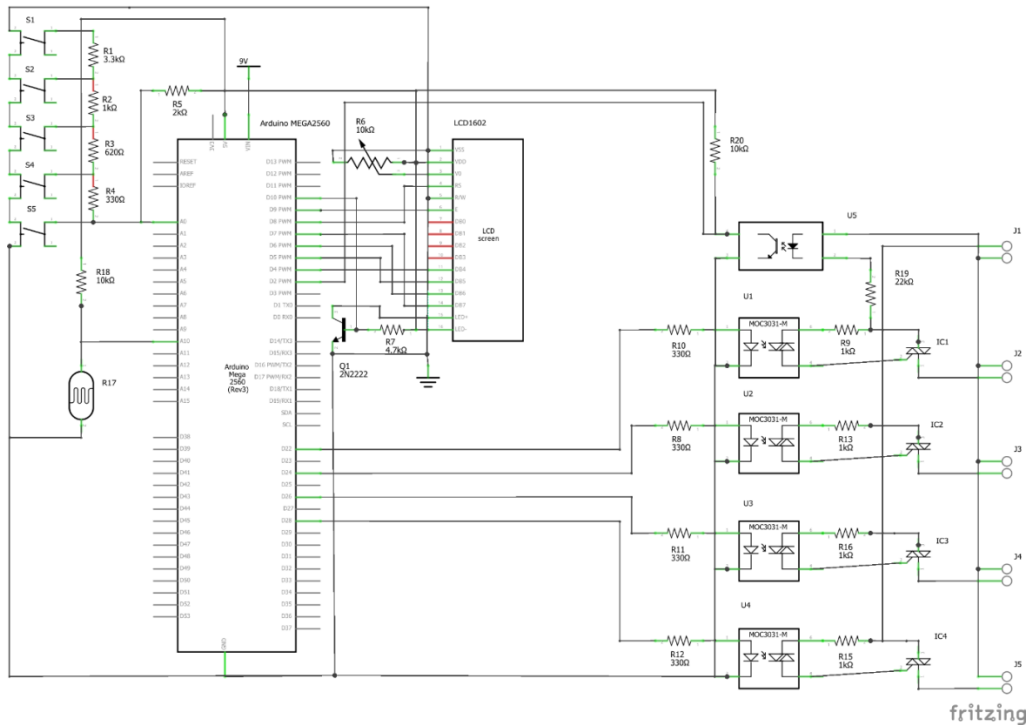 S1
R1
3.3kΩ
S2
R2
1kΩ
S3
R3
620Ω
S4
R4
330Ω
S5
R18
10kΩ
R17
9V
R5
2kΩ
Arduino MEGA2560
3V3
5V
VIN
RESET
AREF
IOREF
A0
A1
A2
A3
A4
A5
A6
A7
A8
A9
A10
A11
A12
A13
A14
A15
D38
D39
D40
D41
D42
D43
D44
D45
D46
D47
D48
D49
D50
D51
D52
D53
D13 PWM
D12 PWM
D11 PWM
D10 PWM
D9 PWM
D8 PWM
D7 PWM
D6 PWM
D5 PWM
D4 PWM
D2 PWM
D3 PWM
D1 TX0
D0 RX0
D14/TX3
D15/RX3
D16 PWM/TX2
D17 PWM/RX2
D18/TX1
D19/RX1
SDA
SCL
D22
D23
D24
D25
D26
D27
D28
D29
D30
D31
D32
D33
D34
D35
D36
D37
Arduino
Mega
2560
(Rev3)
GND
R6
10kΩ
LCD1602
VSS
VDD
V0
RS
R/W
E
DB0
DB1
DB2
DB3
DB4
DB5
DB6
DB7
LED+
LED-
LCD
screen
R7
4.7kΩ
Q1
2N2222
R20
10kΩ
U5
R19
22kΩ
J1
U1
MOC3031-M
R10
330Ω
R9
1kΩ
IC1
J2
U2
MOC3031-M
R8
330Ω
R13
1kΩ
IC2
J3
U3
MOC3031-M
R11
330Ω
R16
1kΩ
IC3
J4
U4
MOC3031-M
R12
330Ω
R15
1kΩ
IC4
J5
fritzing